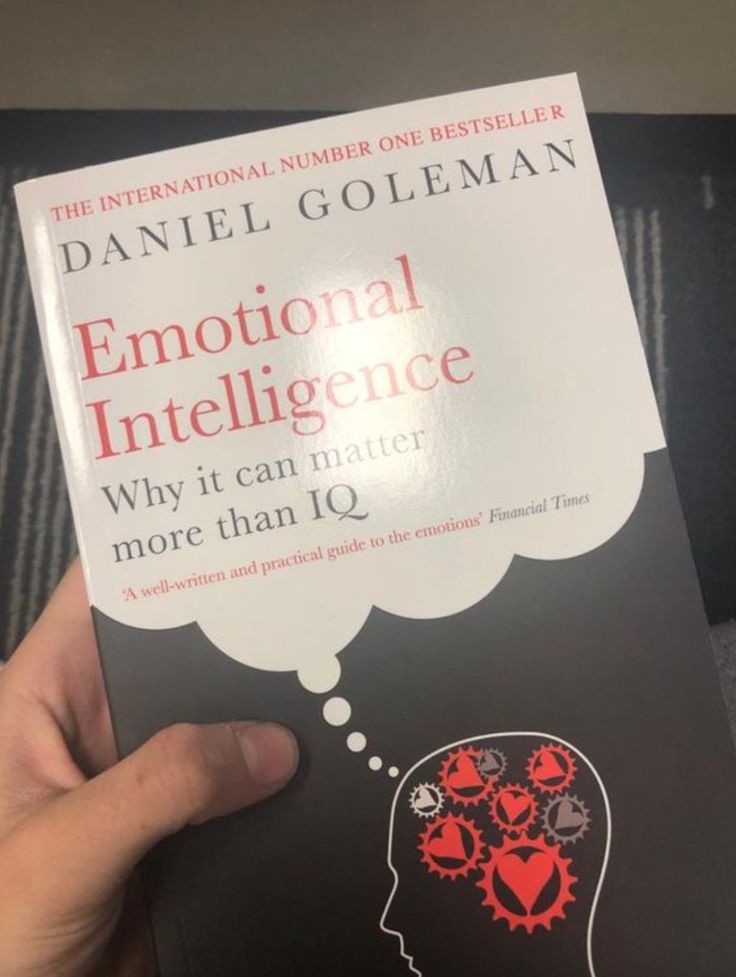 THE INTERNATIONAL NUMBER ONE BESTSELLER
DANIEL GOLEMAN
Emotional
Intelligence
Why it can matter
more than IQ
'A well-written and practical guide to the emotions' Financial Times